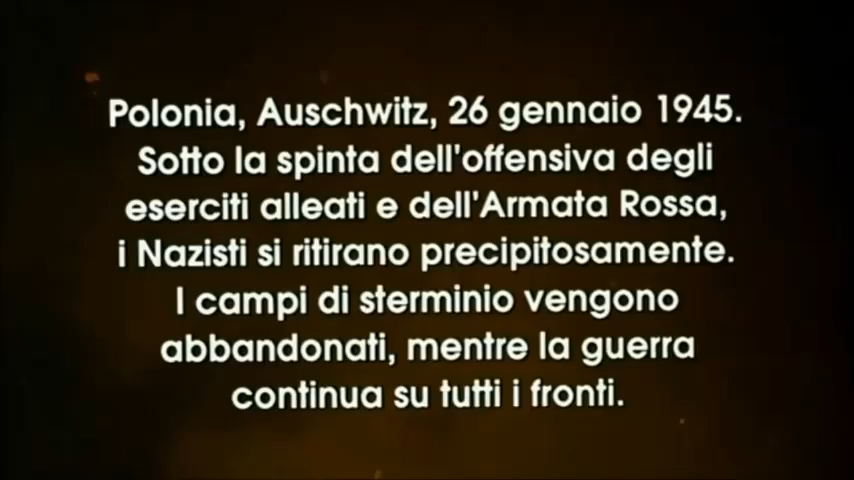 Polonia, Auschwitz, 26 gennaio 1945.
Sotto la spinta dell'offensiva degli
eserciti alleati e dell'Armata Rossa,
i Nazisti si ritirano precipitosamente.
I campi di sterminio vengono
abbandonati, mentre la guerra
continua su tutti i fronti.